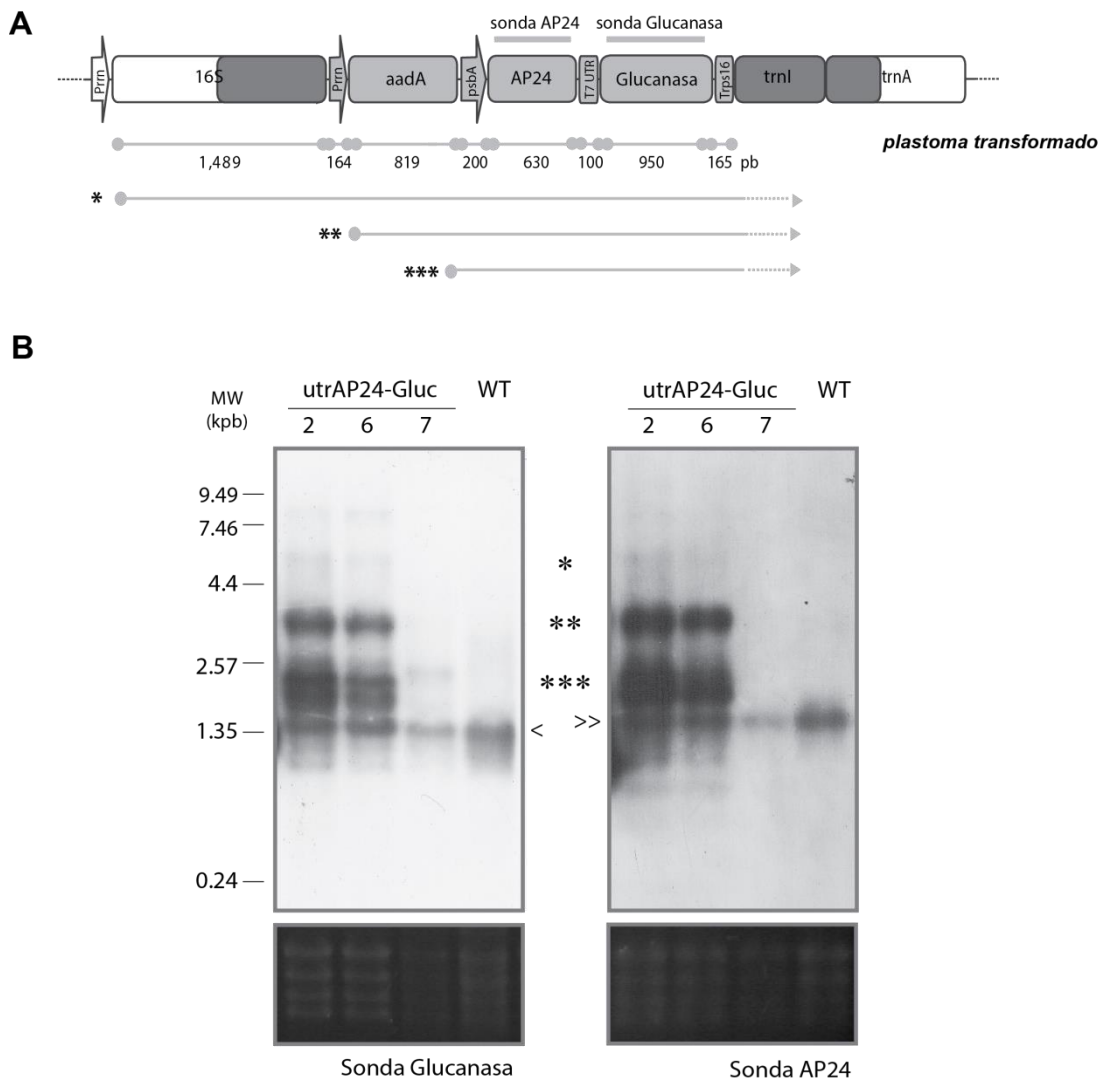 A
sonda AP24 sonda Glucanasa
Prrn 16S Prrn aadA psbA AP24 T7 UTR Glucanasa Trps16 trnI trnA
plastoma transformado
1,489 164 819 200 630 100 950 165 pb
*
**
***
B
MW
(kpb)
utrAP24-Gluc WT
2 6 7
utrAP24-Gluc WT
2 6 7
9.49
7.46
4.4
2.57
1.35
0.24
*
**
***
< >>
Sonda Glucanasa
Sonda AP24